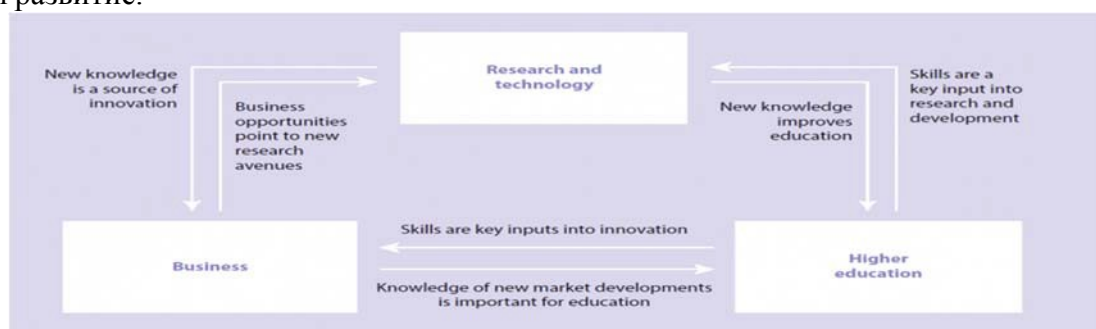 развитие.
Research and
technology
New knowledge
is a source of
innovation
Business
opportunities
point to new
research
avenues
New knowledge
improves
education
Skills are a
key input into
research and
development
Skills are key inputs into innovation
Business
Higher
education
Knowledge of new market developments
is important for education